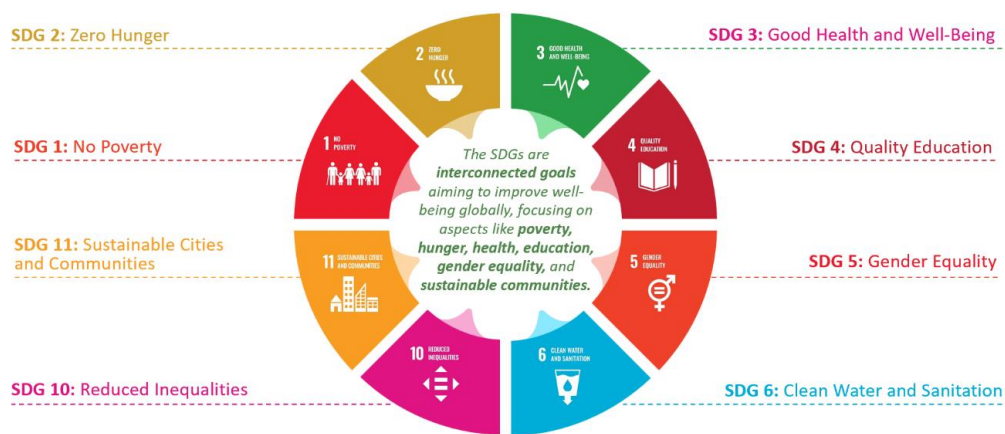 SDG 2: Zero Hunger
SDG 1: No Poverty
SDG 11: Sustainable Cities
and Communities
SDG 10: Reduced Inequalities
2 ZERO
HUNGER
3 GOOD HEALTH
AND WELL-BEING
1 NO
POVERTY
4 QUALITY
EDUCATION
The SDGs are
interconnected goals
aiming to improve well-
being globally, focusing on
aspects like poverty,
hunger, health, education,
gender equality, and
sustainable communities.
11 SUSTAINABLE CITIES
AND COMMUNITIES
5 GENDER
EQUALITY
10 REDUCED
INEQUALITIES
6 CLEAN WATER
AND SANITATION
SDG 3: Good Health and Well-Being
SDG 4: Quality Education
SDG 5: Gender Equality
SDG 6: Clean Water and Sanitation